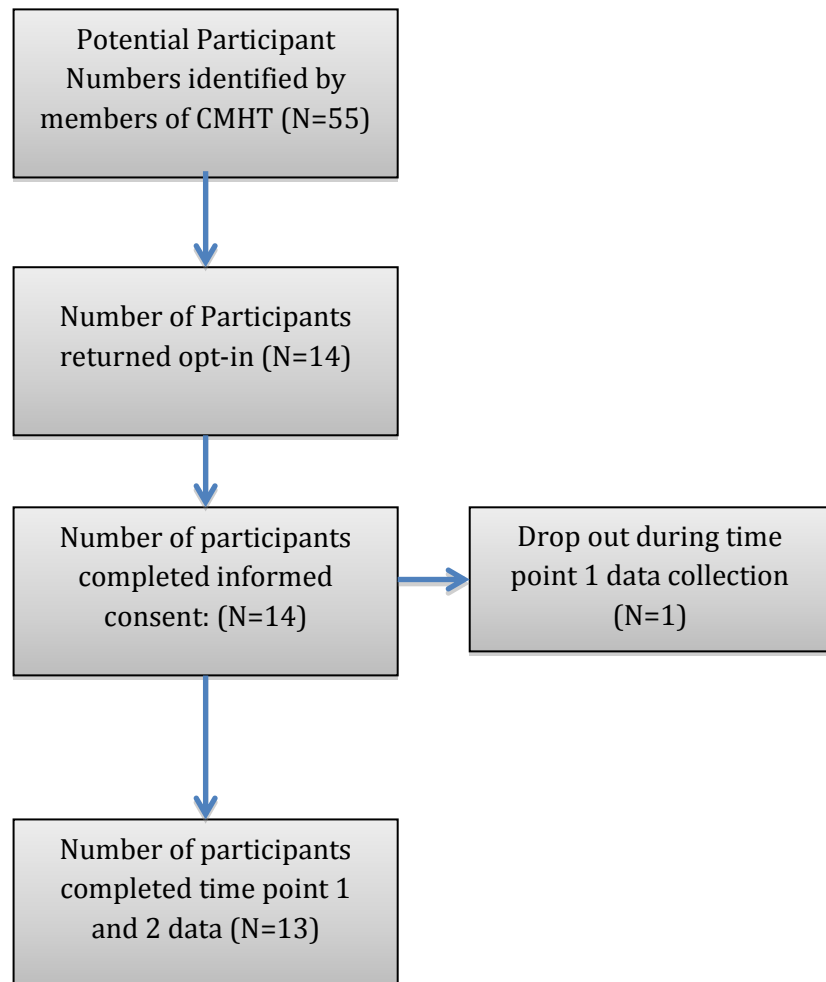 Potential Participant
Numbers identified by
members of CMHT (N=55)
Number of Participants
returned opt-in (N=14)
Number of participants
completed informed
consent: (N=14)
Drop out during time
point 1 data collection
(N=1)
Number of participants
completed time point 1
and 2 data (N=13)